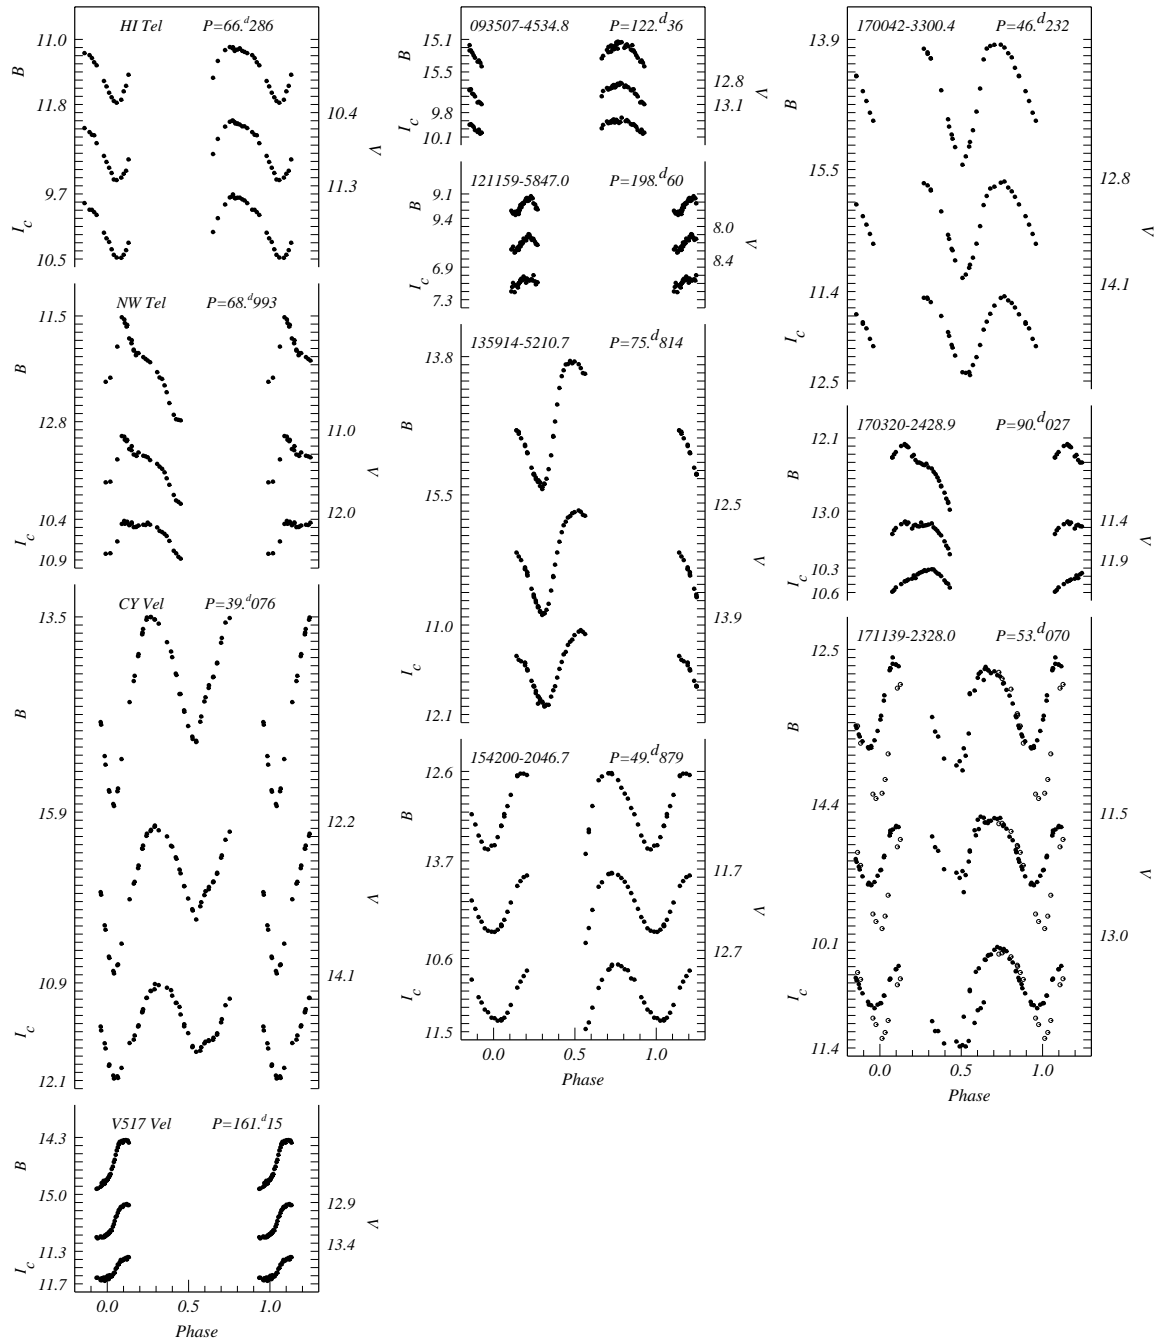 HI Tel P=66.ᵈ286
11.0
B
11.8
10.4
V
11.3
9.7
I_c
10.5
NW Tel P=68.ᵈ993
11.5
B
12.8
11.0
V
12.0
10.4
I_c
10.9
CY Vel P=39.ᵈ076
13.5
B
15.9
12.2
V
14.1
10.9
I_c
12.1
V517 Vel P=161.ᵈ15
14.3
B
15.0
12.9
V
13.4
11.3
I_c
11.7
0.0 0.5 1.0
Phase
093507-4534.8 P=122.ᵈ36
15.1
B
15.5
12.8
V
13.1
9.8
I_c
10.1
121159-5847.0 P=198.ᵈ60
9.1
B
9.4
8.0
V
8.4
6.9
I_c
7.3
135914-5210.7 P=75.ᵈ814
13.8
B
15.5
12.5
V
13.9
11.0
I_c
12.1
154200-2046.7 P=49.ᵈ879
12.6
B
13.7
11.7
V
12.7
10.6
I_c
11.5
0.0 0.5 1.0
Phase
170042-3300.4 P=46.ᵈ232
13.9
B
15.5
12.8
V
14.1
11.4
I_c
12.5
170320-2428.9 P=90.ᵈ027
12.1
B
13.0
11.4
V
11.9
10.3
I_c
10.6
171139-2328.0 P=53.ᵈ070
12.5
B
14.4
11.5
V
13.0
10.1
I_c
11.4
0.0 0.5 1.0
Phase